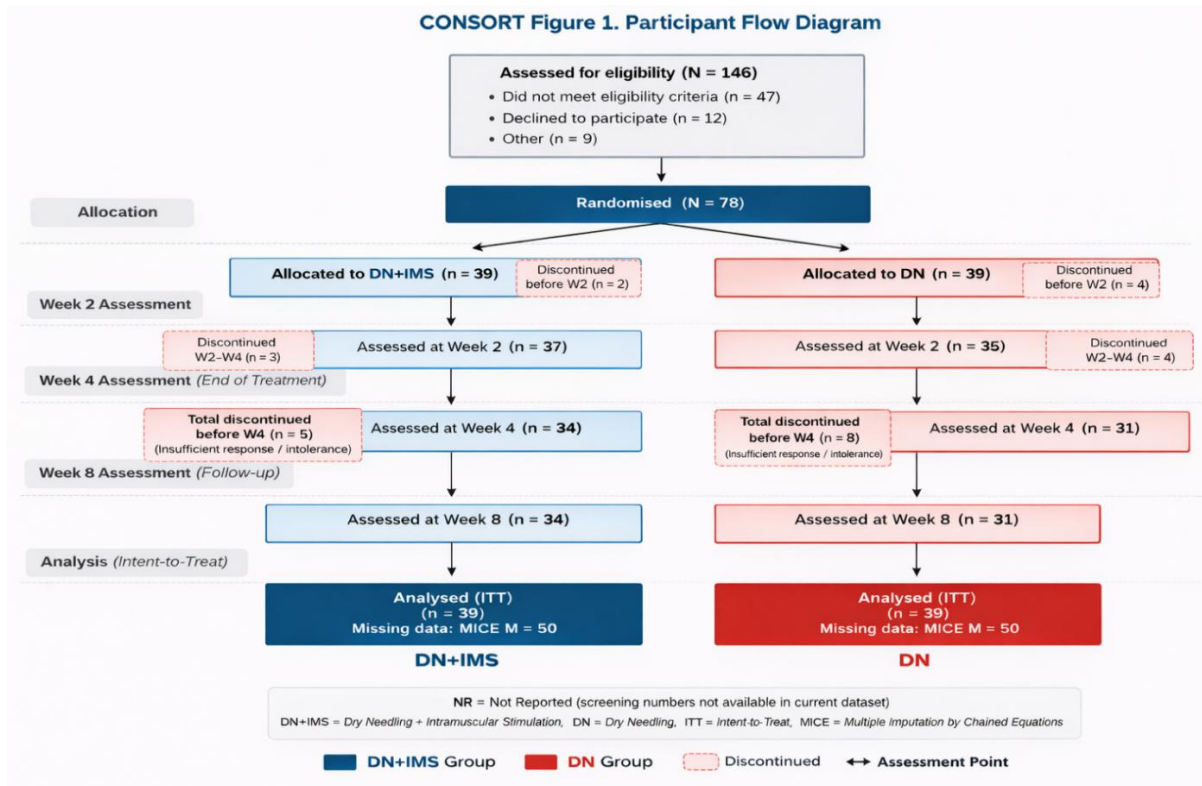 CONSORT Figure 1. Participant Flow Diagram
Assessed for eligibility (N = 146)
• Did not meet eligibility criteria (n = 47)
• Declined to participate (n = 12)
• Other (n = 9)
Randomised (N = 78)
Allocation
Allocated to DN+IMS (n = 39)
Discontinued
before W2 (n = 2)
Allocated to DN (n = 39)
Discontinued
before W2 (n = 4)
Week 2 Assessment
Discontinued
W2–W4 (n = 3)
Assessed at Week 2 (n = 37)
Assessed at Week 2 (n = 35)
Discontinued
W2–W4 (n = 4)
Week 4 Assessment (End of Treatment)
Total discontinued
before W4 (n = 5)
(Insufficient response / intolerance)
Assessed at Week 4 (n = 34)
Total discontinued
before W4 (n = 8)
(Insufficient response / intolerance)
Assessed at Week 4 (n = 31)
Week 8 Assessment (Follow-up)
Assessed at Week 8 (n = 34)
Assessed at Week 8 (n = 31)
Analysis (Intent-to-Treat)
Analysed (ITT)
(n = 39)
Missing data: MICE M = 50
Analysed (ITT)
(n = 39)
Missing data: MICE M = 50
DN+IMS
DN
NR = Not Reported (screening numbers not available in current dataset)
DN+IMS = Dry Needling + Intramuscular Stimulation, DN = Dry Needling, ITT = Intent-to-Treat, MICE = Multiple Imputation by Chained Equations
DN+IMS Group DN Group Discontinued ↔ Assessment Point